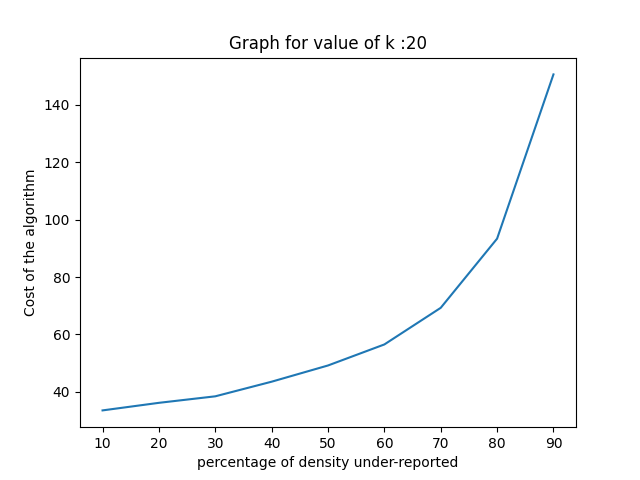 Graph for value of k :20
140
120
100
80
60
40
Cost of the algorithm
10 20 30 40 50 60 70 80 90
percentage of density under-reported